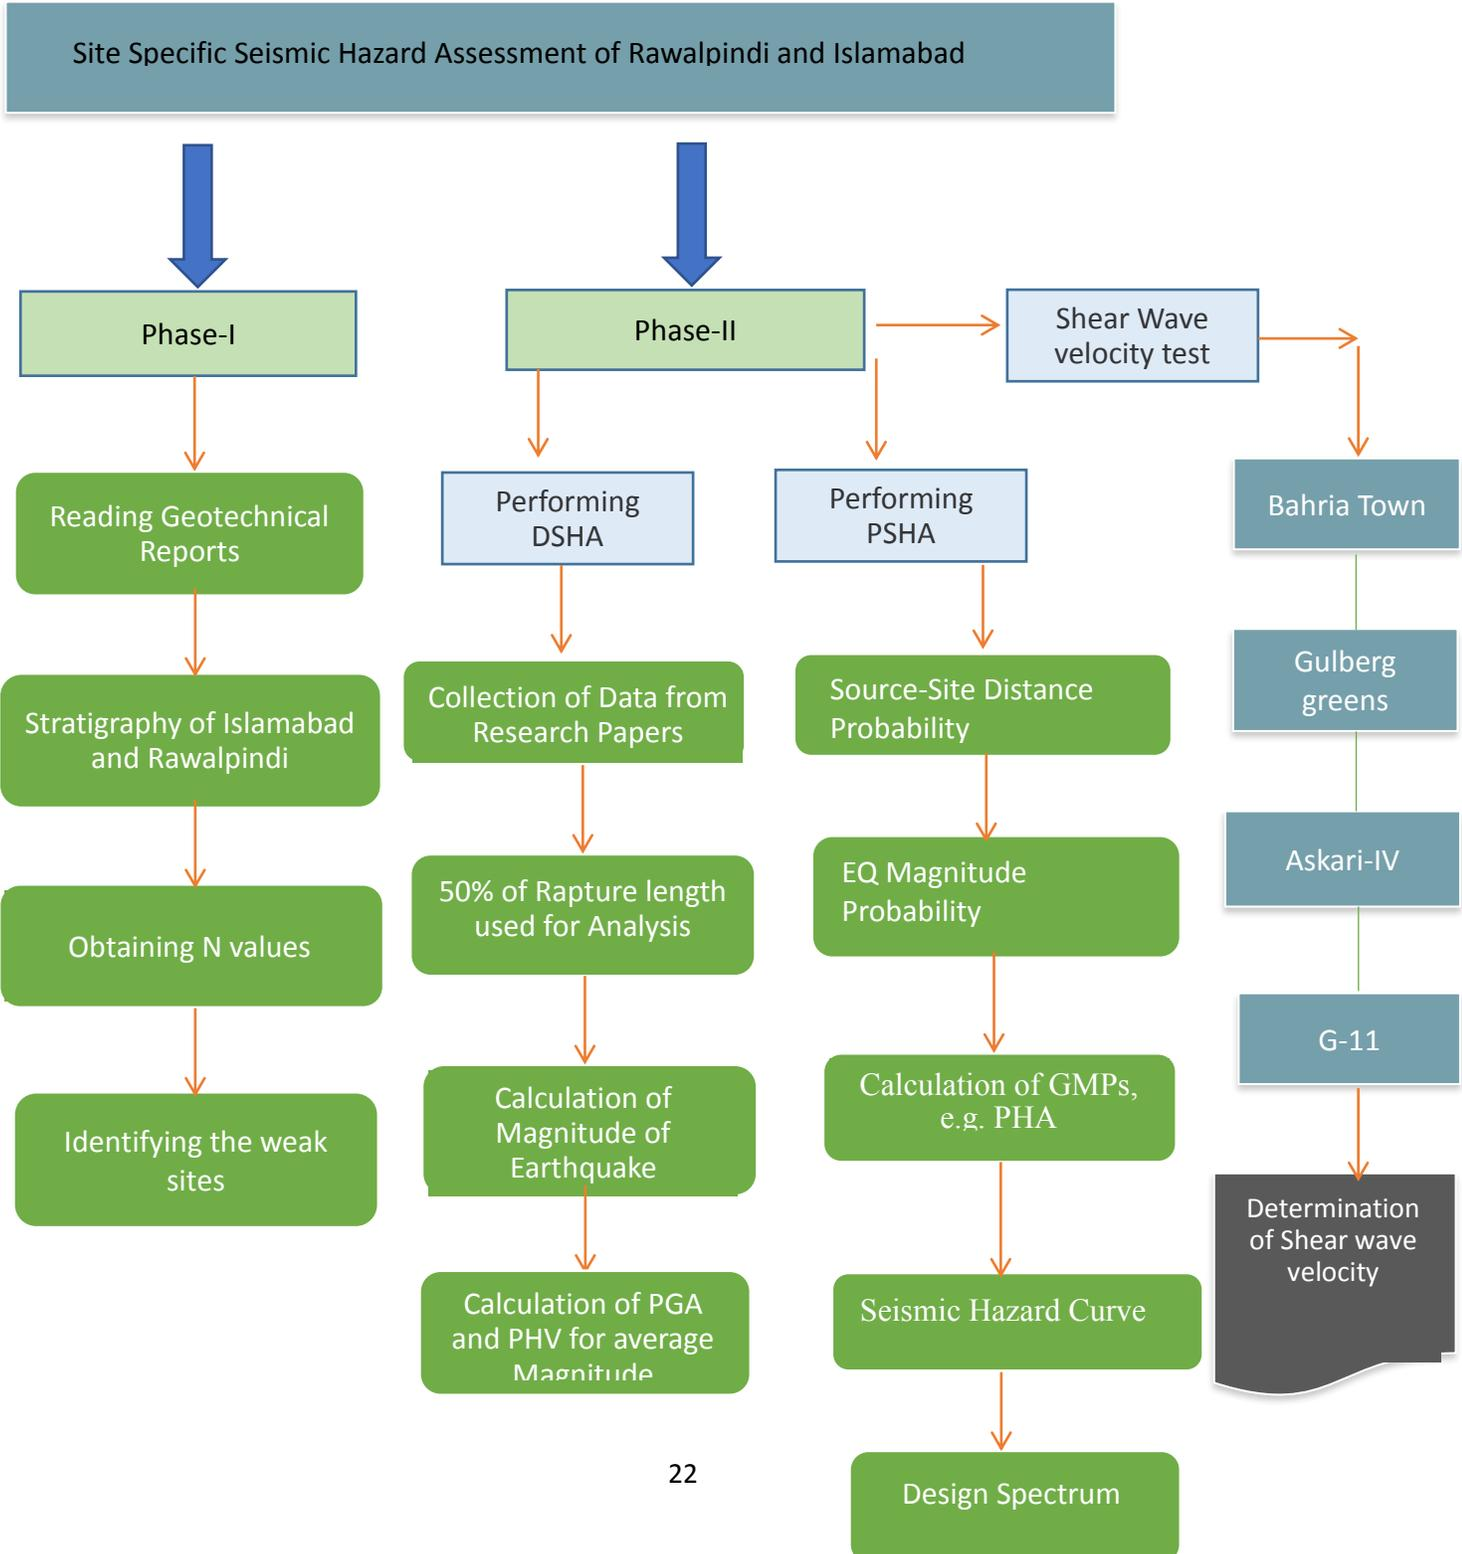 Site Specific Seismic Hazard Assessment of Rawalpindi and Islamabad
Phase-I
Phase-II
Shear Wave
velocity test
Reading Geotechnical
Reports
Stratigraphy of Islamabad
and Rawalpindi
Obtaining N values
Identifying the weak
sites
Performing
DSHA
Collection of Data from
Research Papers
50% of Rapture length
used for Analysis
Calculation of
Magnitude of
Earthquake
Calculation of PGA
and PHV for average
Magnitude
Performing
PSHA
Source-Site Distance
Probability
EQ Magnitude
Probability
Calculation of GMPs,
e.g. PHA
Seismic Hazard Curve
Design Spectrum
Bahria Town
Gulberg
greens
Askari-IV
G-11
Determination
of Shear wave
velocity
22